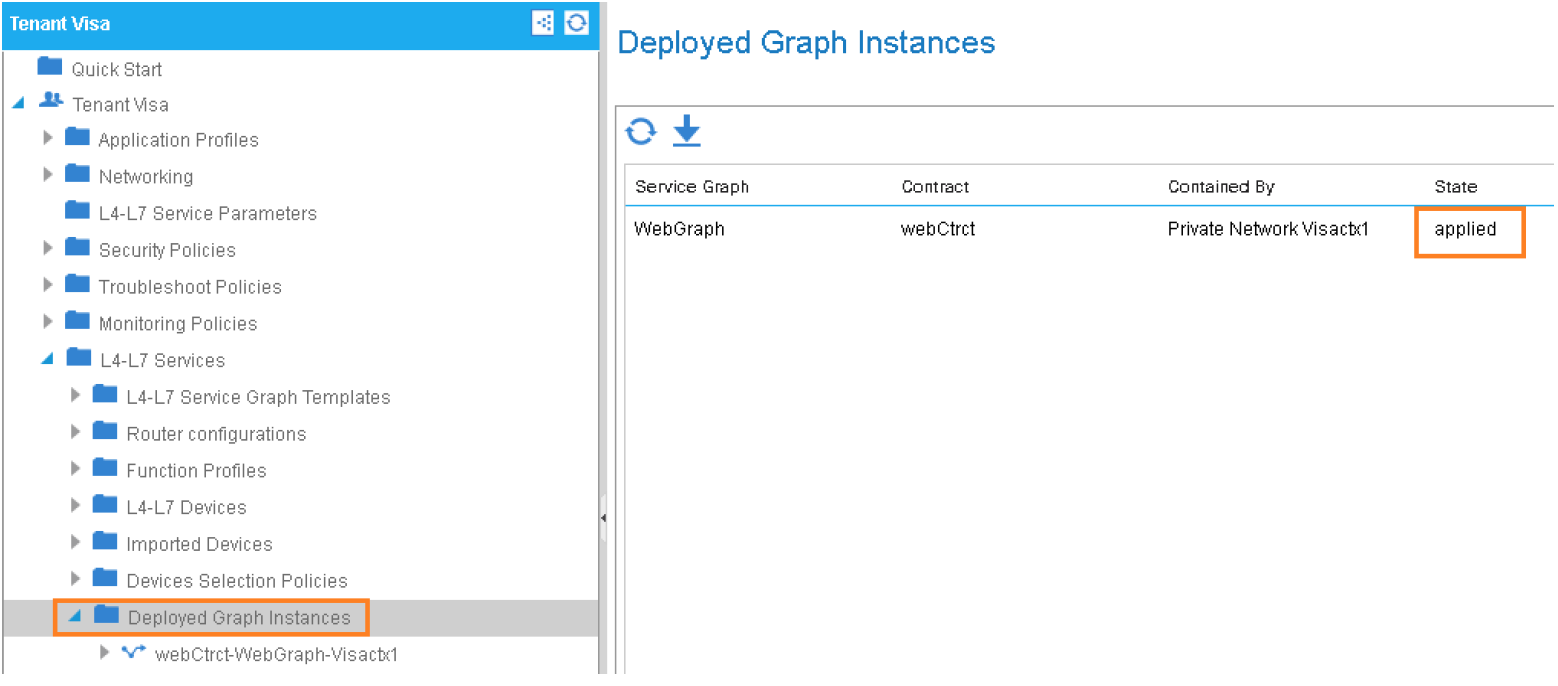 Tenant Visa
Quick Start
Tenant Visa
Application Profiles
Networking
L4-L7 Service Parameters
Security Policies
Troubleshoot Policies
Monitoring Policies
L4-L7 Services
L4-L7 Service Graph Templates
Router configurations
Function Profiles
L4-L7 Devices
Imported Devices
Devices Selection Policies
Deployed Graph Instances
webCtrct-WebGraph-Visactx1
Deployed Graph Instances
Service Graph Contract Contained By State
WebGraph webCtrct Private Network Visactx1 applied